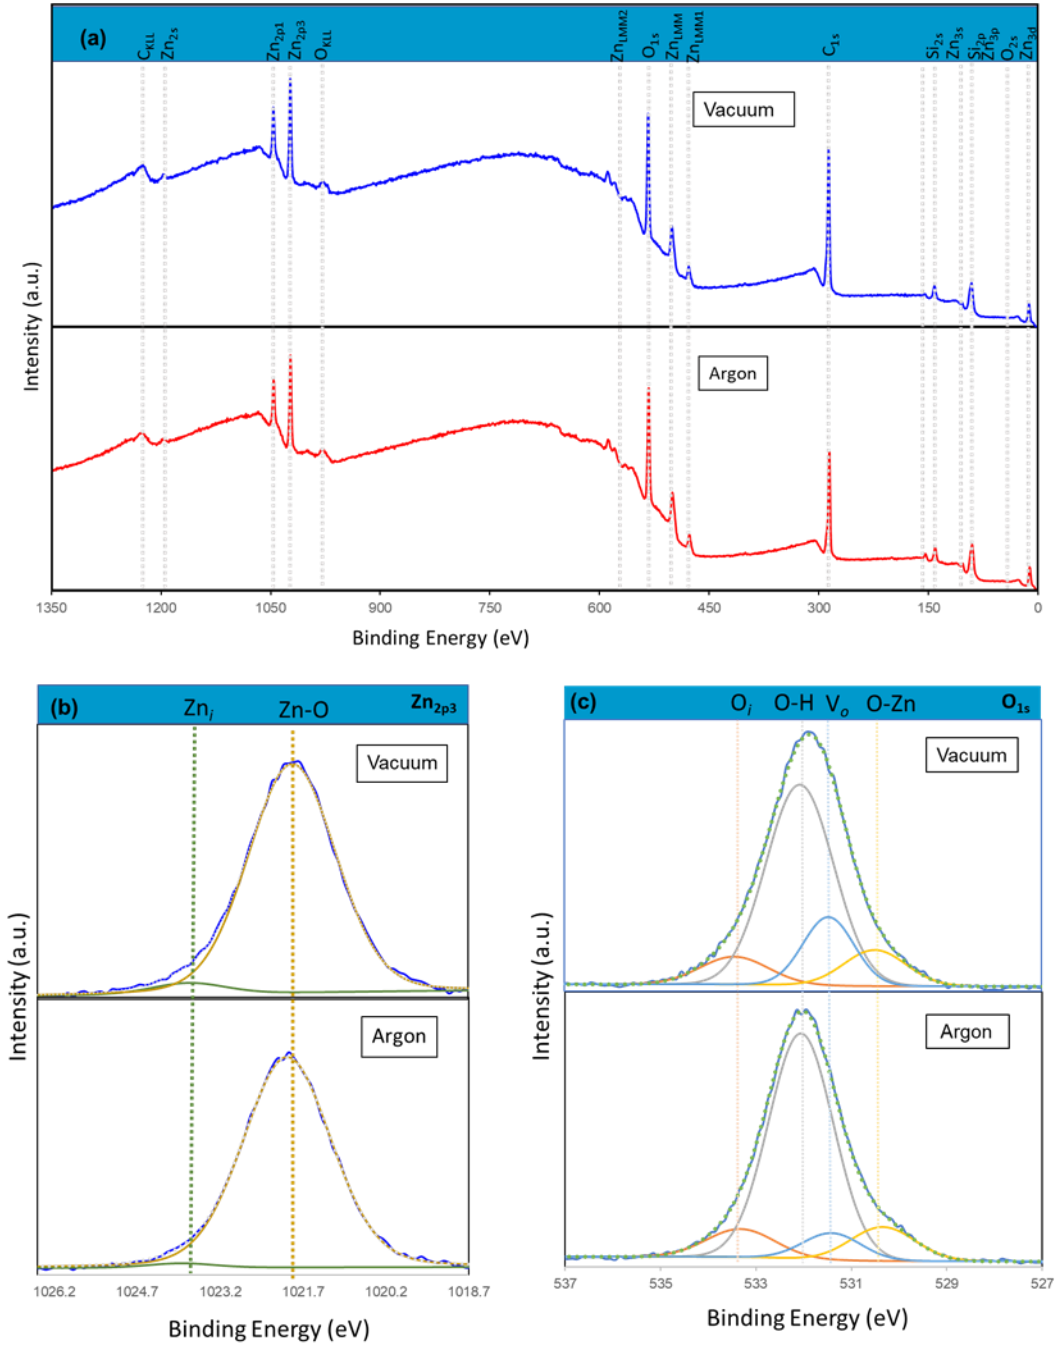 (a)
CKLL
Zn2s
Zn2p1
Zn2p3
OKLL
ZnLMM2
O1s
ZnLMM
ZnLMM1
C1s
Si2s
Zn3s
Si2p
Zn3p
O2s
Zn3d
Vacuum
Argon
Intensity (a.u.)
1350 1200 1050 900 750 600 450 300 150 0
Binding Energy (eV)
(b) Zni Zn-O Zn2p3
Vacuum
Argon
Intensity (a.u.)
1026.2 1024.7 1023.2 1021.7 1020.2 1018.7
Binding Energy (eV)
(c) Oi O-H Vo O-Zn O1s
Vacuum
Argon
Intensity (a.u.)
537 535 533 531 529 527
Binding Energy (eV)